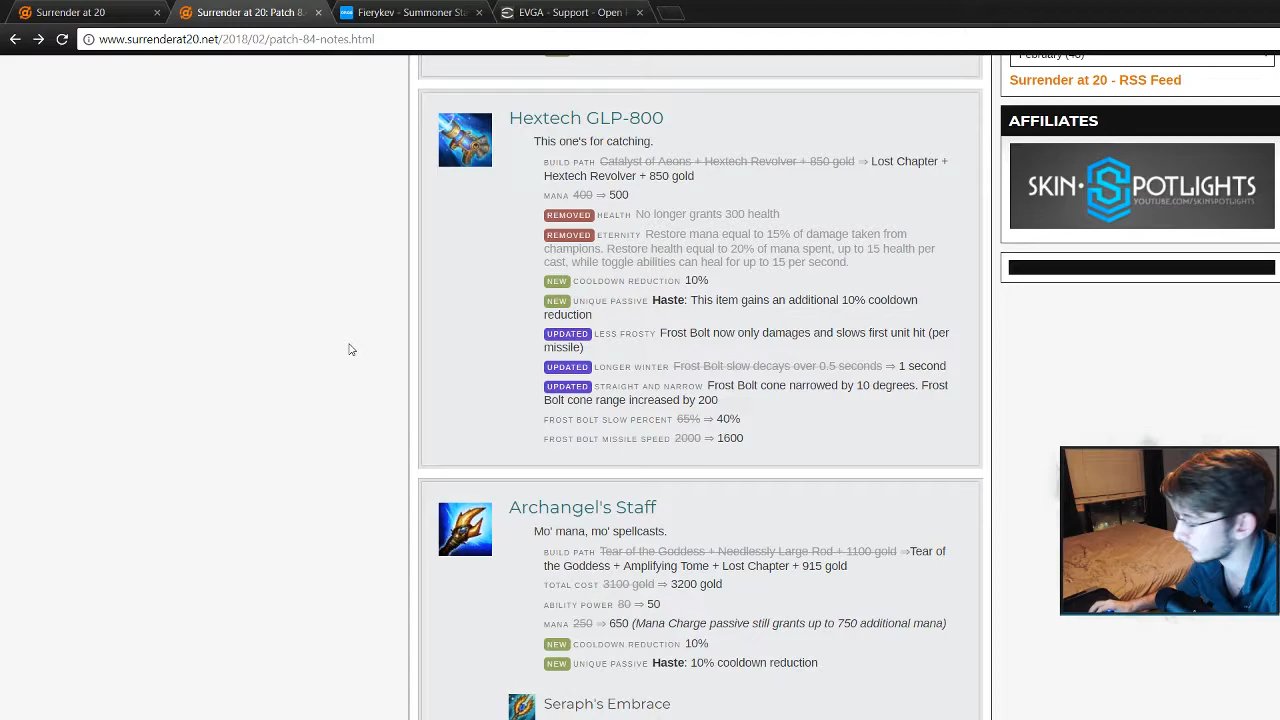 Surrender at 20
Surrender at 20: Patch 8.
Fierykev - Summoner Sta
EVGA - Support - Open
www.surrenderat20.net/2018/02/patch-84-notes.html
Surrender at 20 - RSS Feed
AFFILIATES
SKIN SPOTLIGHTS
YOUTUBE.COM/SKINSPOTLIGHTS
Hextech GLP-800
This one's for catching.
BUILD PATH Catalyst of Aeons + Hextech Revolver + 850 gold ⇒ Lost Chapter +
Hextech Revolver + 850 gold
MANA 400 ⇒ 500
REMOVED HEALTH No longer grants 300 health
REMOVED ETERNITY Restore mana equal to 15% of damage taken from
champions. Restore health equal to 20% of mana spent, up to 15 health per
cast, while toggle abilities can heal for up to 15 per second.
NEW COOLDOWN REDUCTION 10%
NEW UNIQUE PASSIVE Haste: This item gains an additional 10% cooldown
reduction
UPDATED LESS FROSTY Frost Bolt now only damages and slows first unit hit (per
missile)
UPDATED LONGER WINTER Frost Bolt slow decays over 0.5 seconds ⇒ 1 second
UPDATED STRAIGHT AND NARROW Frost Bolt cone narrowed by 10 degrees. Frost
Bolt cone range increased by 200
FROST BOLT SLOW PERCENT 65% ⇒ 40%
FROST BOLT MISSILE SPEED 2000 ⇒ 1600
Archangel's Staff
Mo' mana, mo' spellcasts.
BUILD PATH Tear of the Goddess + Needlessly Large Rod + 1100 gold ⇒Tear of
the Goddess + Amplifying Tome + Lost Chapter + 915 gold
TOTAL COST 3100 gold ⇒ 3200 gold
ABILITY POWER 80 ⇒ 50
MANA 250 ⇒ 650 (Mana Charge passive still grants up to 750 additional mana)
NEW COOLDOWN REDUCTION 10%
NEW UNIQUE PASSIVE Haste: 10% cooldown reduction
Seraph's Embrace